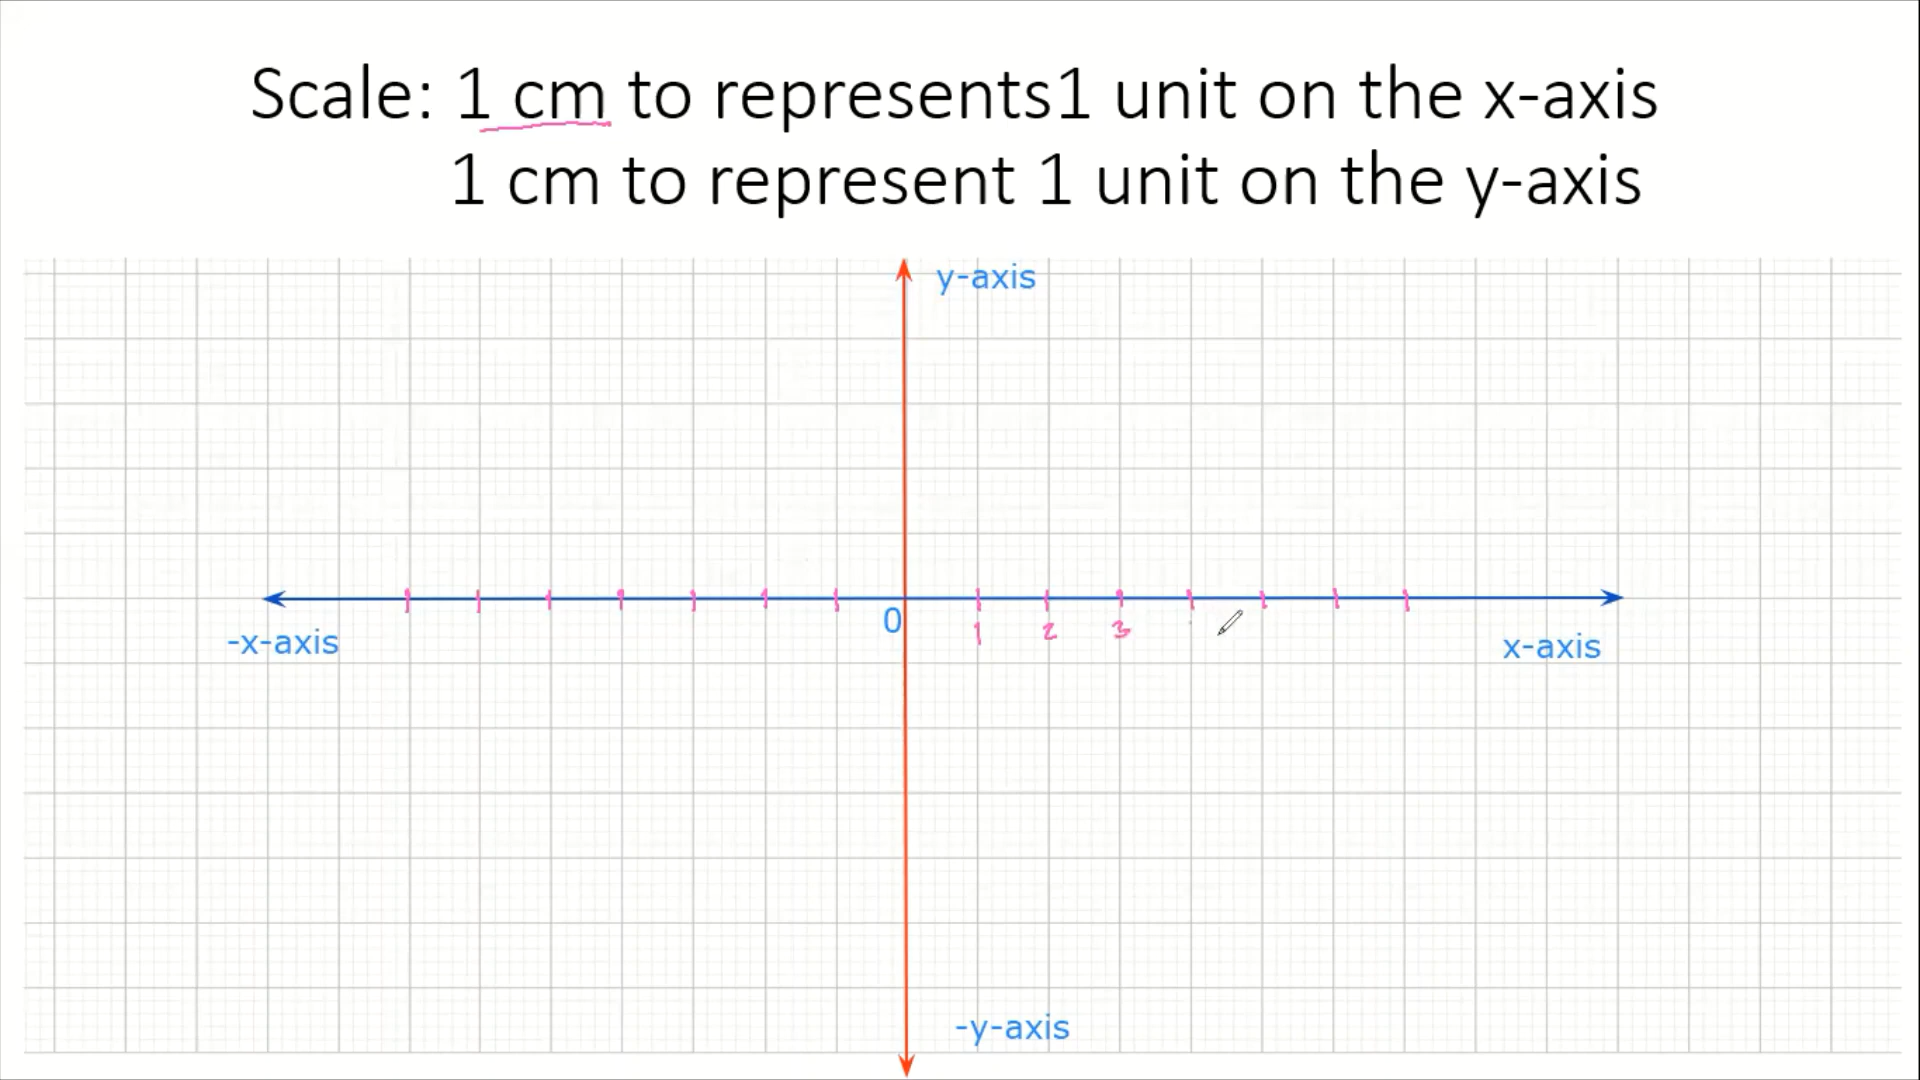 Scale: 1 cm to represents1 unit on the x-axis
1 cm to represent 1 unit on the y-axis
y-axis
0
1 2 3
-x-axis
x-axis
-y-axis